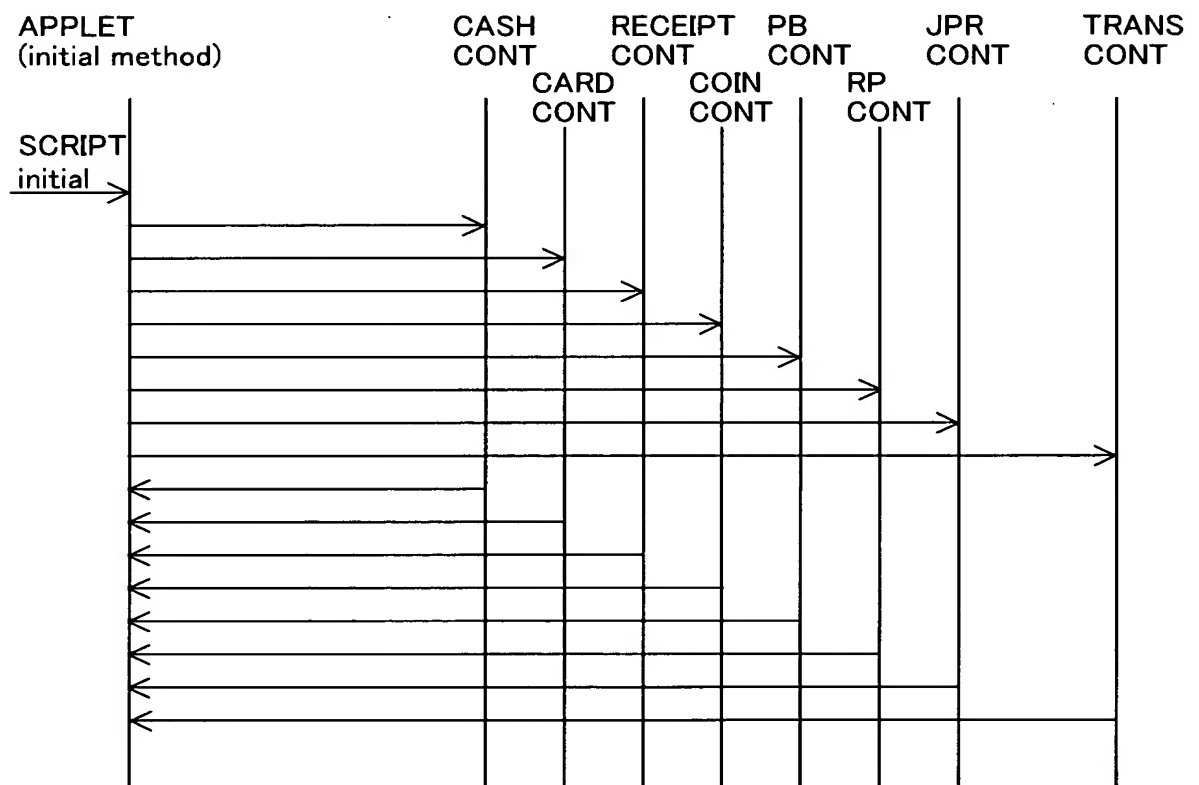 APPLET
(initial method)
CASH
CONT
RECEIPT
CONT
PB
CONT
JPR
CONT
TRANS
CONT
CARD
CONT
COIN
CONT
RP
CONT
SCRIPT
initial